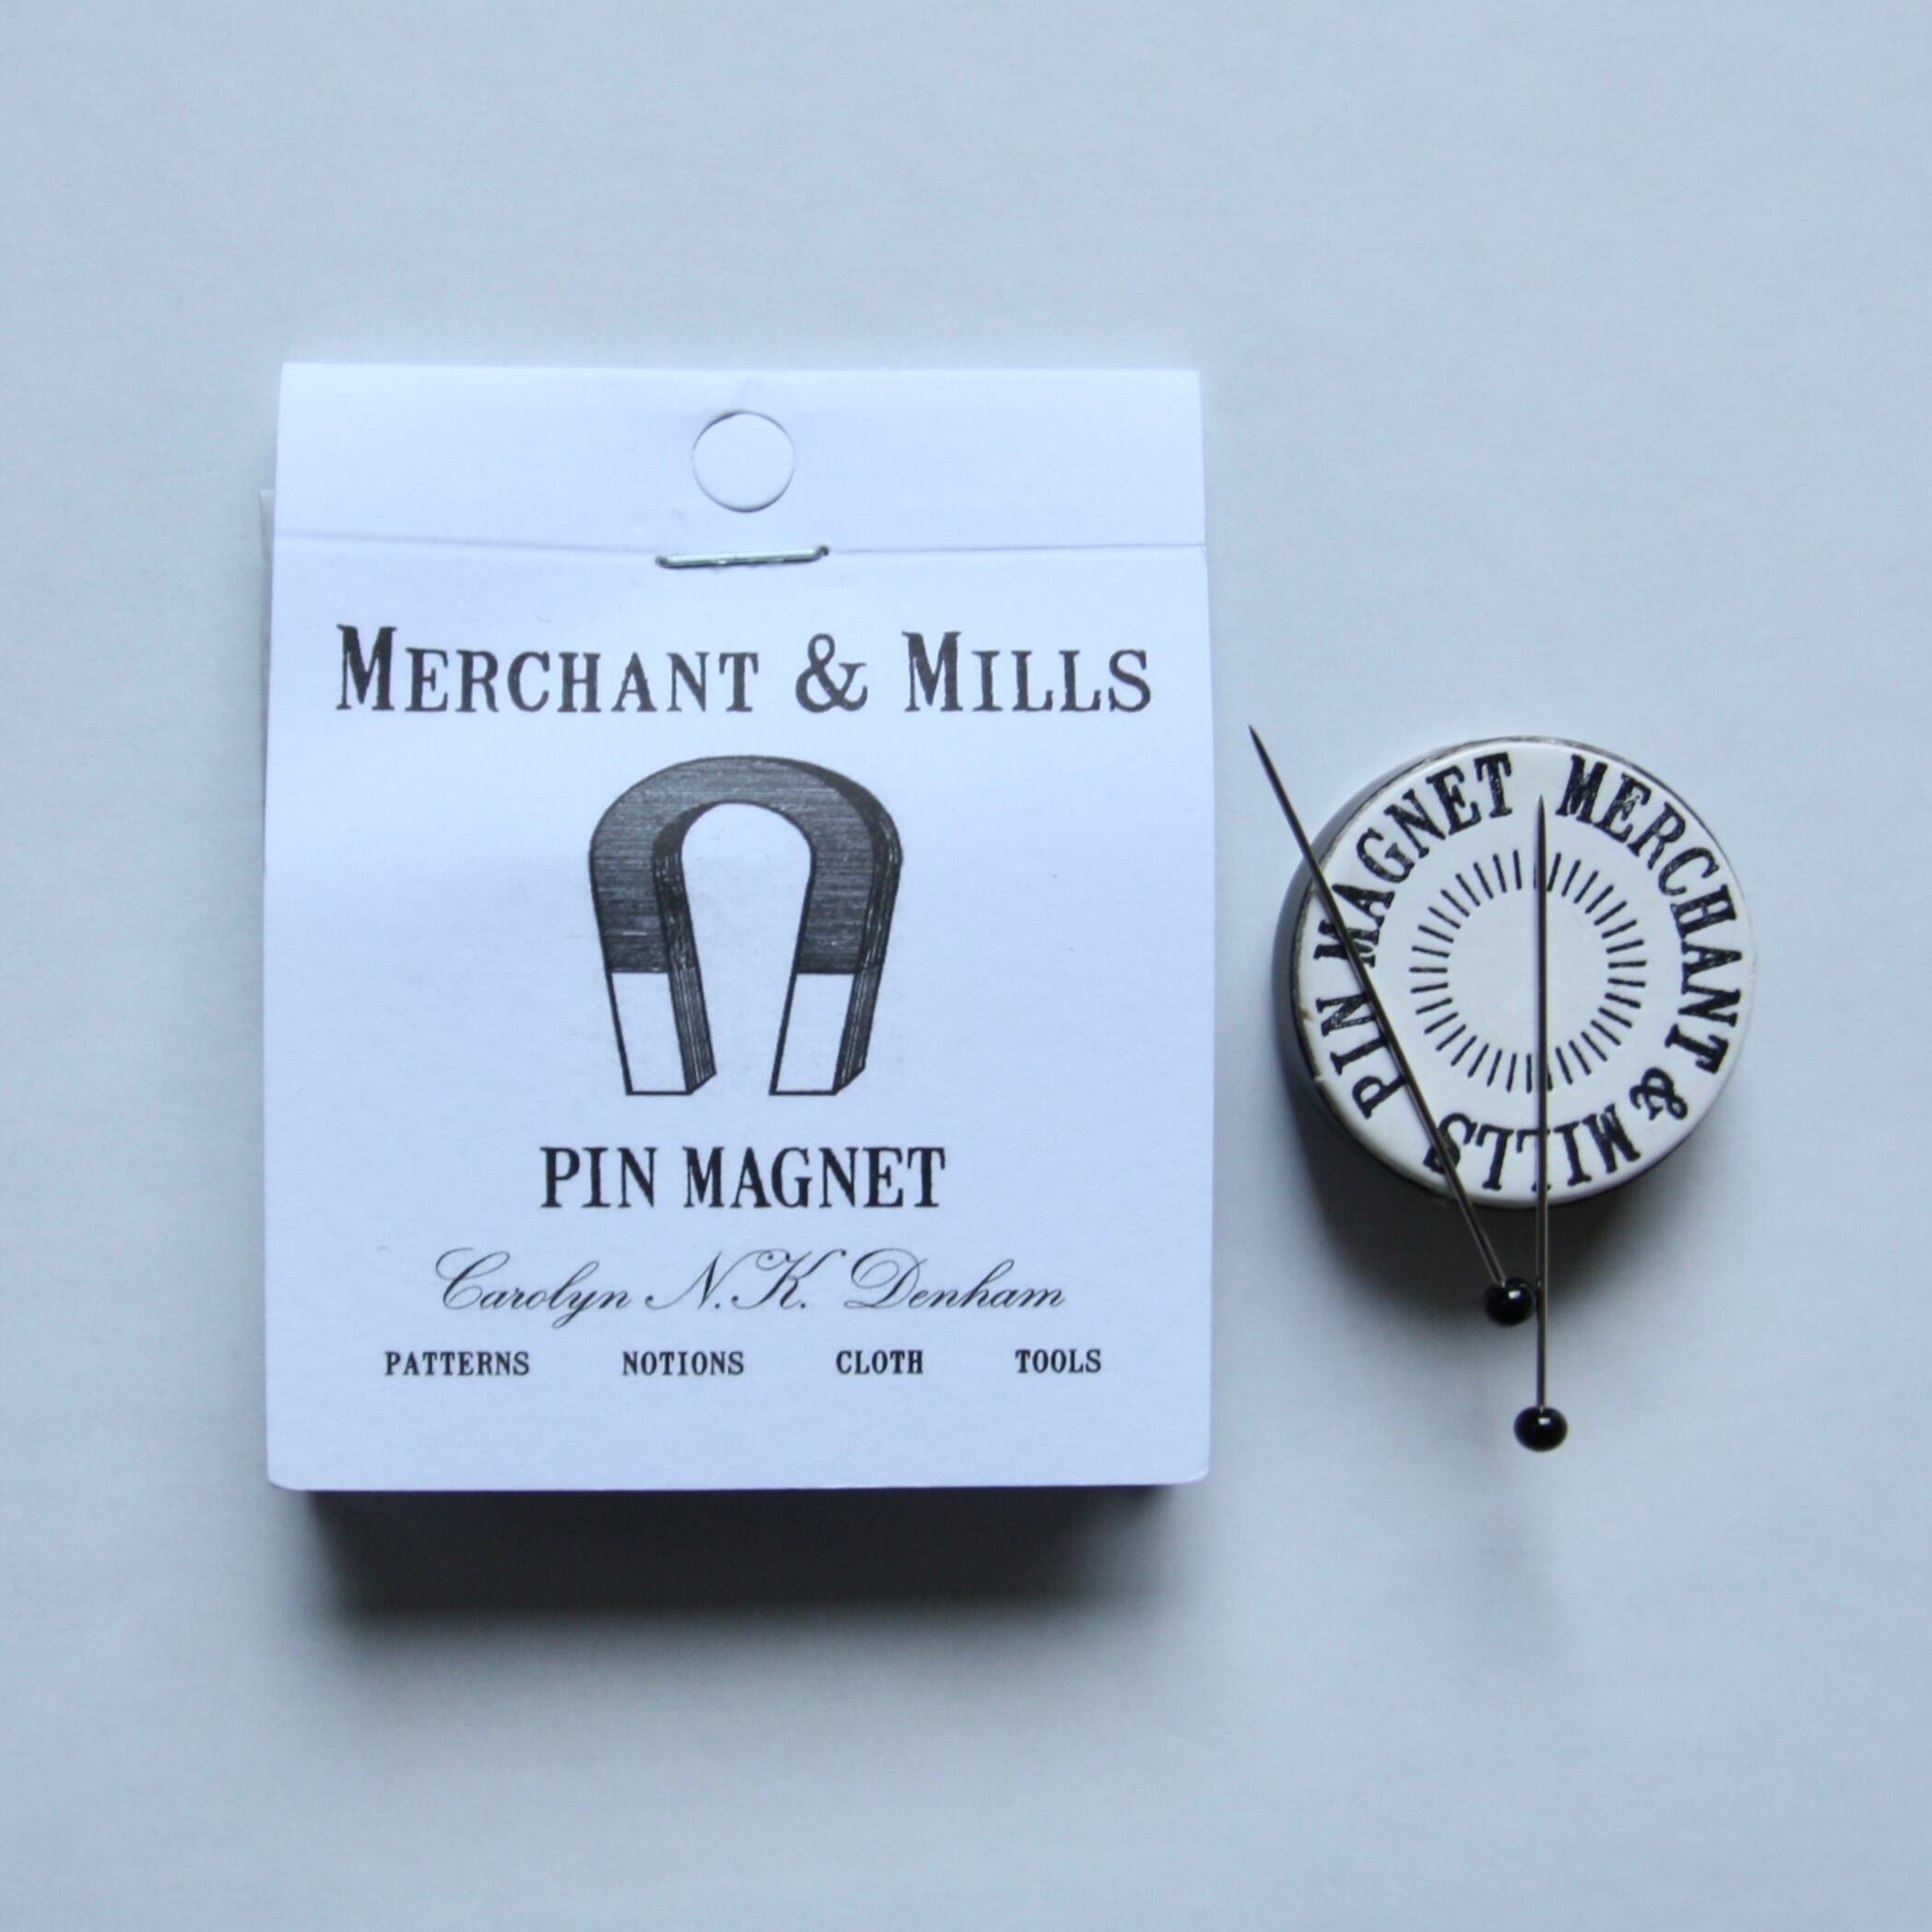 MERCHANT & MILLS
PIN MAGNET
Carolyn N.K. Denham
PATTERNS NOTIONS CLOTH TOOLS
PIN MAGNET MERCHANT & MILLS